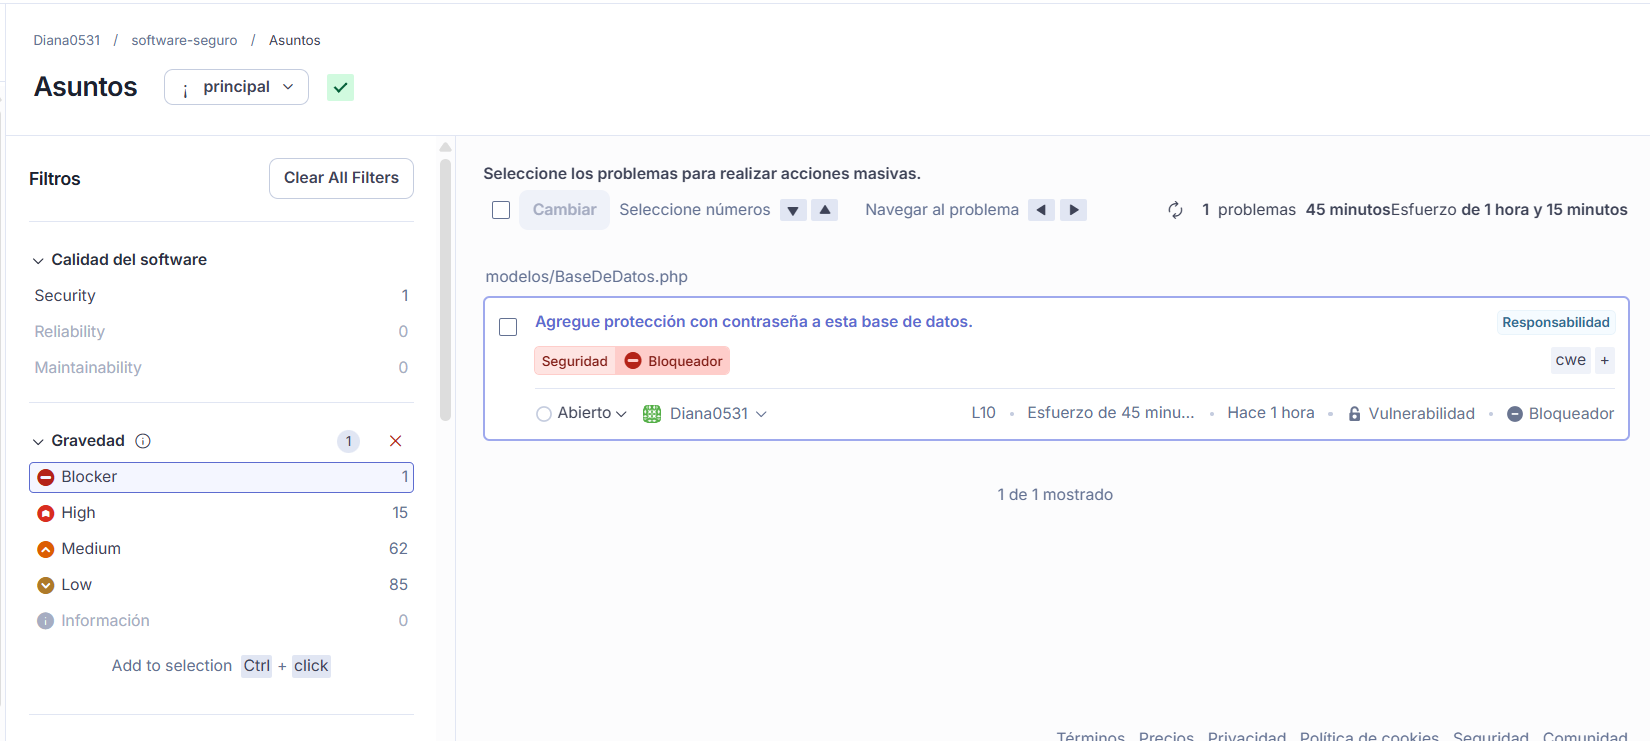 Diana0531 / software-seguro / Asuntos
Asuntos
¡ principal
Filtros
Clear All Filters
Calidad del software
Security 1
Reliability 0
Maintainability 0
Gravedad 1
Blocker 1
High 15
Medium 62
Low 85
Información 0
Add to selection Ctrl + click
Seleccione los problemas para realizar acciones masivas.
Cambiar Seleccione números Navegar al problema 1 problemas 45 minutosEsfuerzo de 1 hora y 15 minutos
modelos/BaseDeDatos.php
Agregue protección con contraseña a esta base de datos. Responsabilidad
Seguridad Bloqueador cwe +
Abierto Diana0531 L10 • Esfuerzo de 45 minu... • Hace 1 hora • Vulnerabilidad • Bloqueador
1 de 1 mostrado
Términos Precios Privacidad Política de cookies Seguridad Comunidad